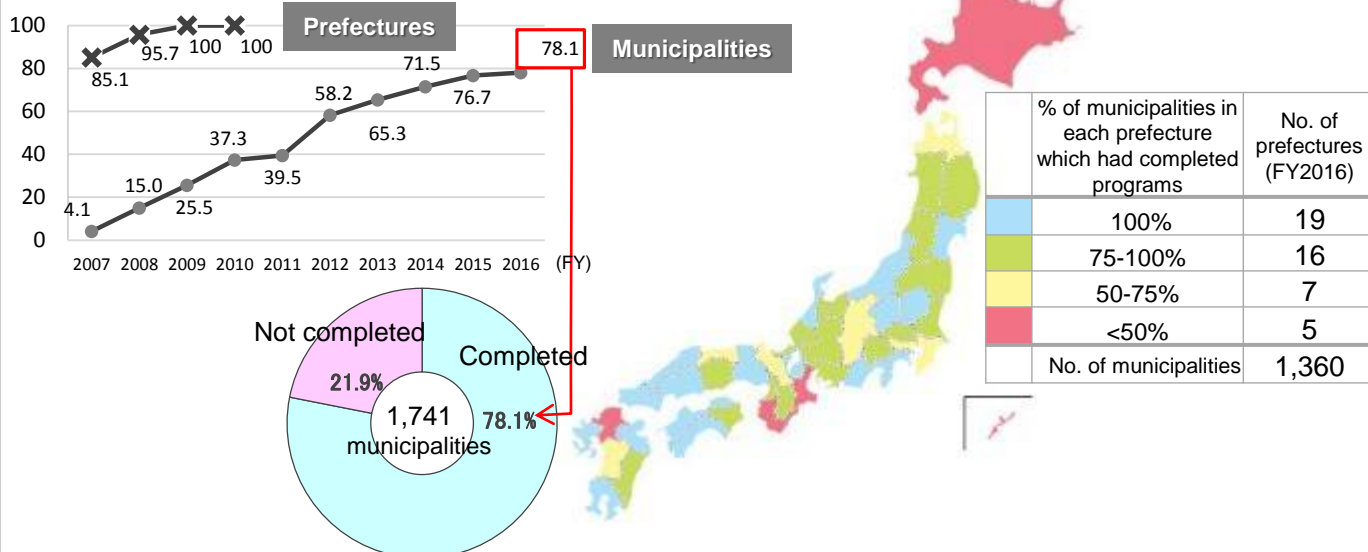 Prefectures
Municipalities
100
80
60
40
20
0
85.1
95.7
100
100
4.1
15.0
25.5
37.3
39.5
58.2
65.3
71.5
76.7
78.1
2007 2008 2009 2010 2011 2012 2013 2014 2015 2016 (FY)
Not completed
21.9%
Completed
78.1%
1,741
municipalities
% of municipalities in
each prefecture
which had completed
programs
No. of
prefectures
(FY2016)
100% 19
75-100% 16
50-75% 7
<50% 5
No. of municipalities 1,360